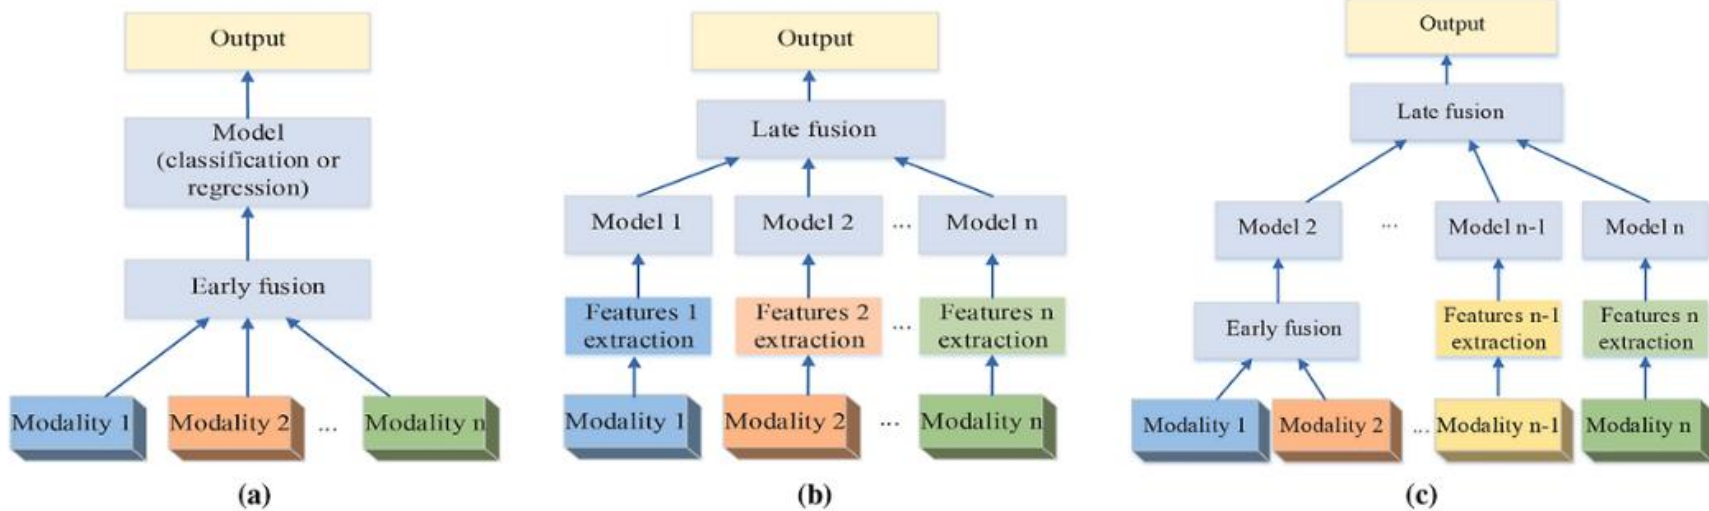 Output
Model
(classification or
regression)
Early fusion
Modality 1
Modality 2
...
Modality n
(a)
Output
Late fusion
Model 1
Model 2
...
Model n
Features 1
extraction
Features 2
extraction
...
Features n
extraction
Modality 1
Modality 2
...
Modality n
(b)
Output
Late fusion
Model 2
...
Model n-1
Model n
Early fusion
Features n-1
extraction
Features n
extraction
Modality 1
Modality 2
...
Modality n-1
Modality n
(c)